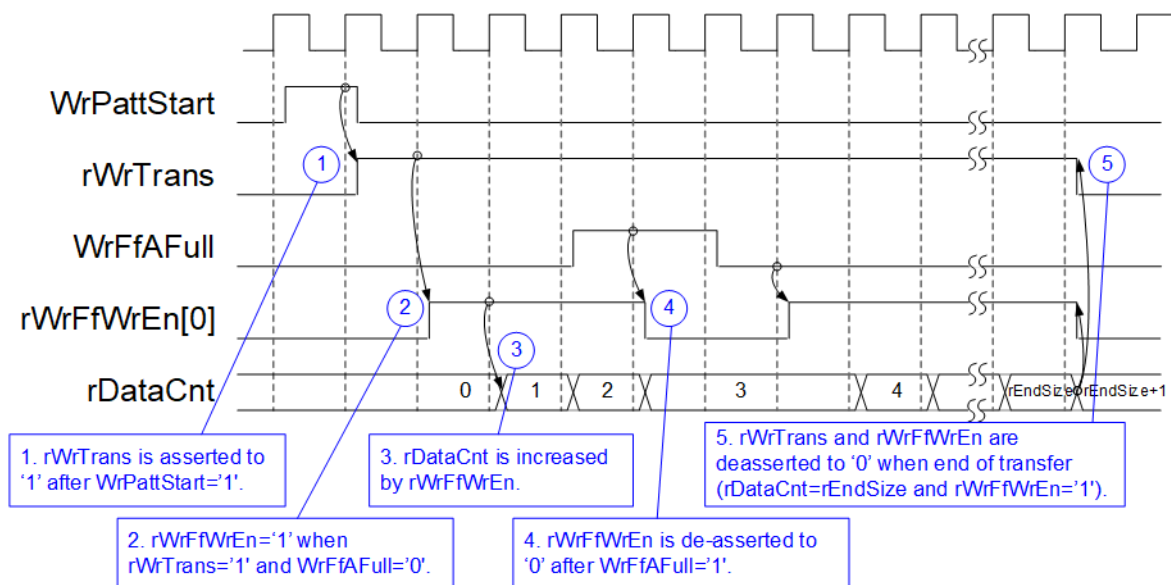 WrPattStart
rWrTrans
1
5
WrFfAFull
rWrFfWrEn[0]
2
4
3
rDataCnt
0
1
2
3
4
rEndSize
rEndSize+1
1. rWrTrans is asserted to
‘1’ after WrPattStart=’1’.
3. rDataCnt is increased
by rWrFfWrEn.
5. rWrTrans and rWrFfWrEn are
deasserted to ‘0’ when end of transfer
(rDataCnt=rEndSize and rWrFfWrEn=’1’).
2. rWrFfWrEn=‘1’ when
rWrTrans=’1’ and WrFfAFull=’0’.
4. rWrFfWrEn is de-asserted to
‘0’ after WrFfAFull=’1’.